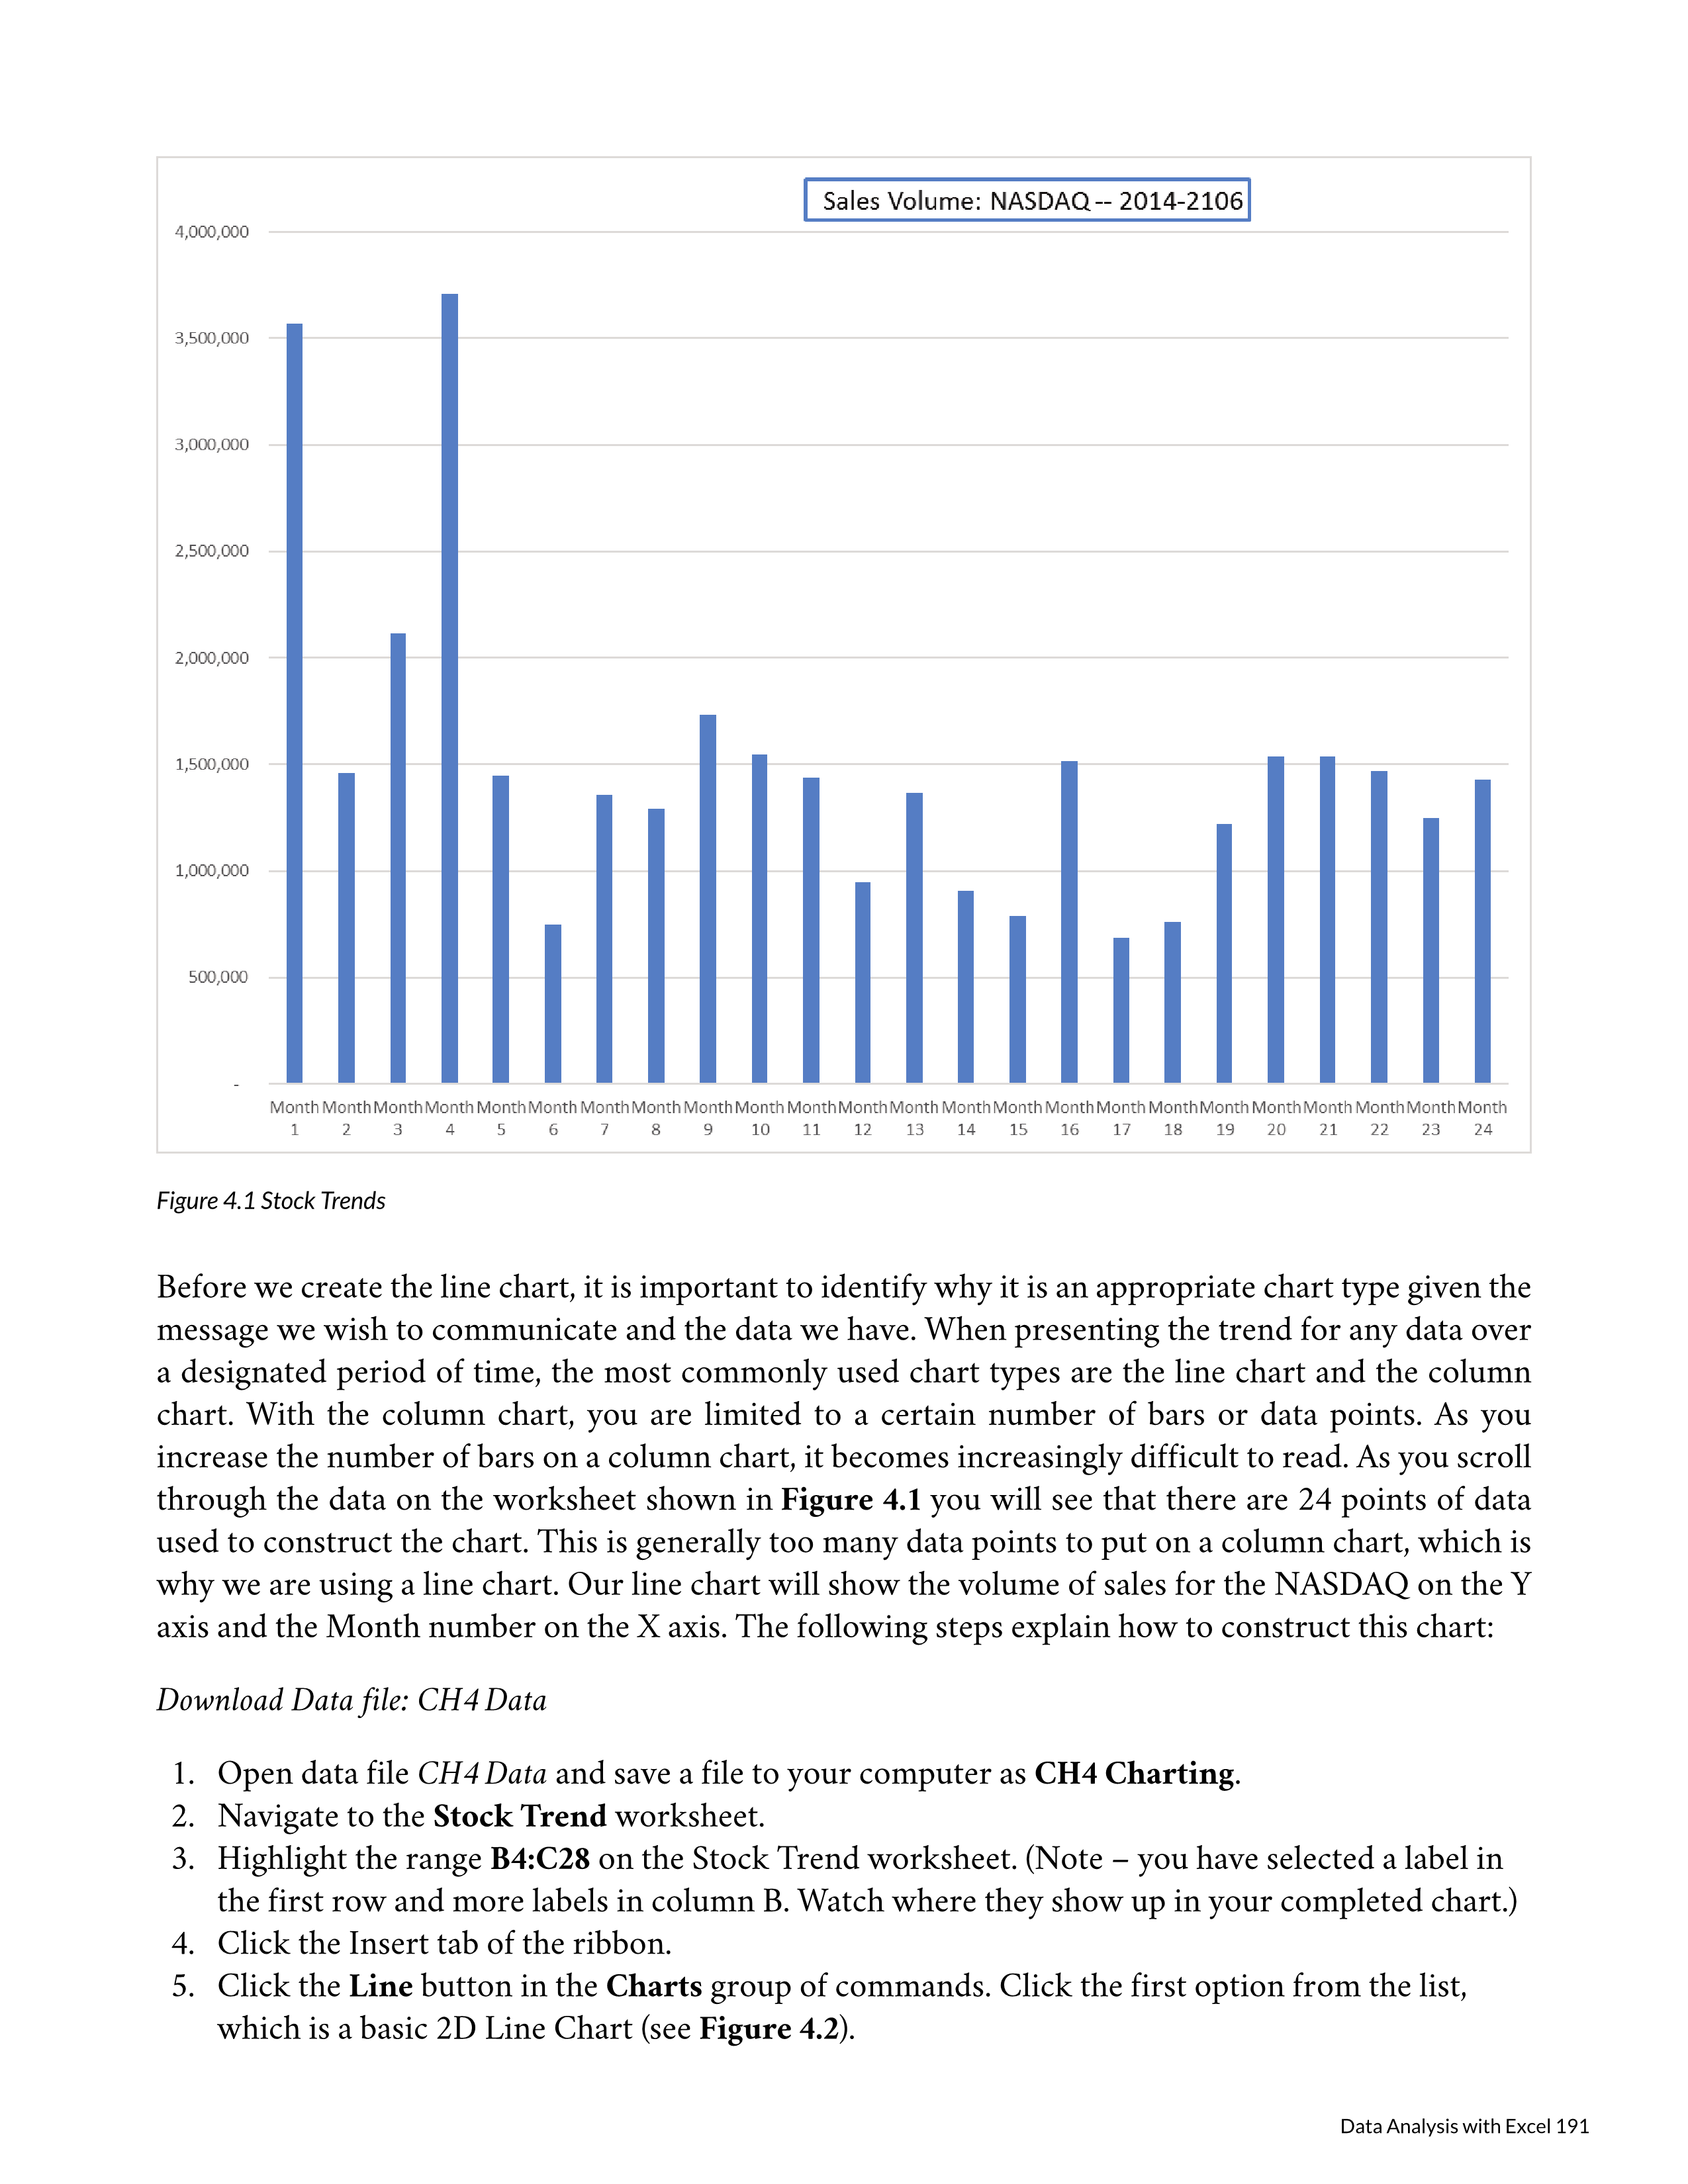 Sales Volume: NASDAQ -- 2014-2106
4,000,000
3,500,000
3,000,000
2,500,000
2,000,000
1,500,000
1,000,000
500,000
-
Month Month Month Month Month Month Month Month Month Month Month Month Month Month Month Month Month Month Month Month Month Month Month Month
1 2 3 4 5 6 7 8 9 10 11 12 13 14 15 16 17 18 19 20 21 22 23 24
Figure 4.1 Stock Trends
Before we create the line chart, it is important to identify why it is an appropriate chart type given the
message we wish to communicate and the data we have. When presenting the trend for any data over
a designated period of time, the most commonly used chart types are the line chart and the column
chart. With the column chart, you are limited to a certain number of bars or data points. As you
increase the number of bars on a column chart, it becomes increasingly difficult to read. As you scroll
through the data on the worksheet shown in Figure 4.1 you will see that there are 24 points of data
used to construct the chart. This is generally too many data points to put on a column chart, which is
why we are using a line chart. Our line chart will show the volume of sales for the NASDAQ on the Y
axis and the Month number on the X axis. The following steps explain how to construct this chart:
Download Data file: CH4 Data
1. Open data file CH4 Data and save a file to your computer as CH4 Charting.
2. Navigate to the Stock Trend worksheet.
3. Highlight the range B4:C28 on the Stock Trend worksheet. (Note – you have selected a label in
the first row and more labels in column B. Watch where they show up in your completed chart.)
4. Click the Insert tab of the ribbon.
5. Click the Line button in the Charts group of commands. Click the first option from the list,
which is a basic 2D Line Chart (see Figure 4.2).
Data Analysis with Excel 191